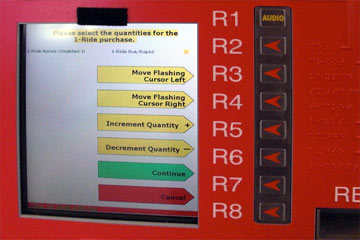 Please select the quantities for the
1-Ride purchase.
Move Flashing
Cursor Left
Move Flashing
Cursor Right
Increment Quantity +
Decrement Quantity −
Continue
Cancel
R1
AUDIO
R2
R3
R4
R5
R6
R7
R8
RE